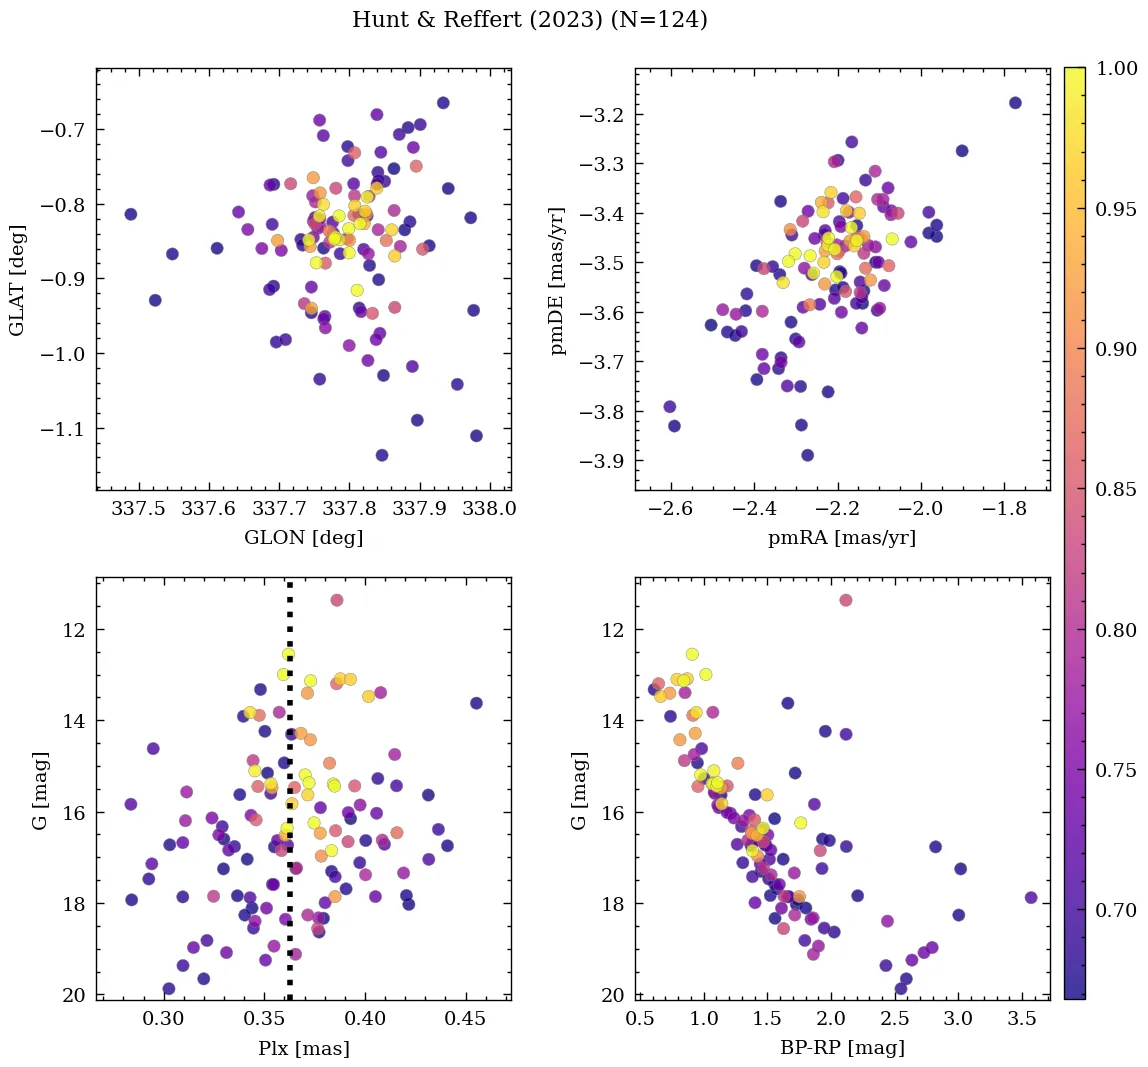 Hunt & Reffert (2023) (N=124)
GLAT [deg]
−0.7
−0.8
−0.9
−1.0
−1.1
337.5 337.6 337.7 337.8 337.9 338.0
GLON [deg]
pmDE [mas/yr]
−3.2
−3.3
−3.4
−3.5
−3.6
−3.7
−3.8
−3.9
−2.6 −2.4 −2.2 −2.0 −1.8
pmRA [mas/yr]
G [mag]
12
14
16
18
20
0.30 0.35 0.40 0.45
Plx [mas]
G [mag]
12
14
16
18
20
0.5 1.0 1.5 2.0 2.5 3.0 3.5
BP-RP [mag]
1.00
0.95
0.90
0.85
0.80
0.75
0.70